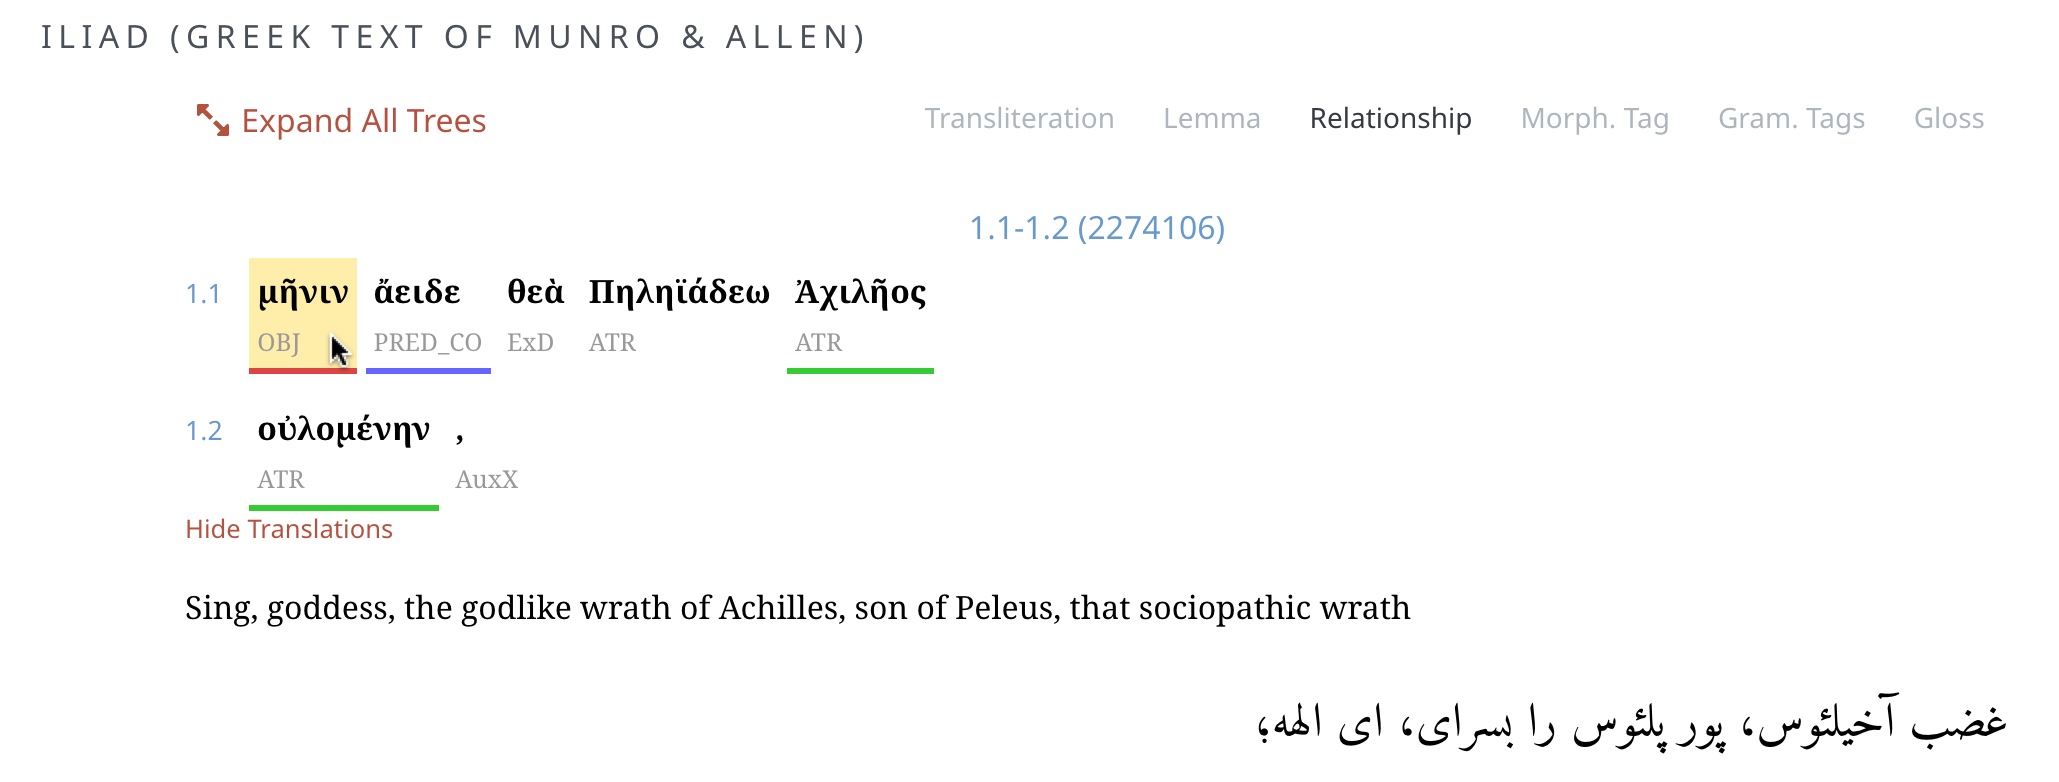 ILIAD (GREEK TEXT OF MUNRO & ALLEN)
Expand All Trees Transliteration Lemma Relationship Morph. Tag Gram. Tags Gloss
1.1-1.2 (2274106)
1.1 μῆνιν ἄειδε θεὰ Πηληϊάδεω Ἀχιλῆος
OBJ PRED_CO ExD ATR ATR
1.2 οὐλομένην ,
ATR AuxX
Hide Translations
Sing, goddess, the godlike wrath of Achilles, son of Peleus, that sociopathic wrath
غضب آخیلئوس، پور پلئوس را بسرای، ای الهه؛